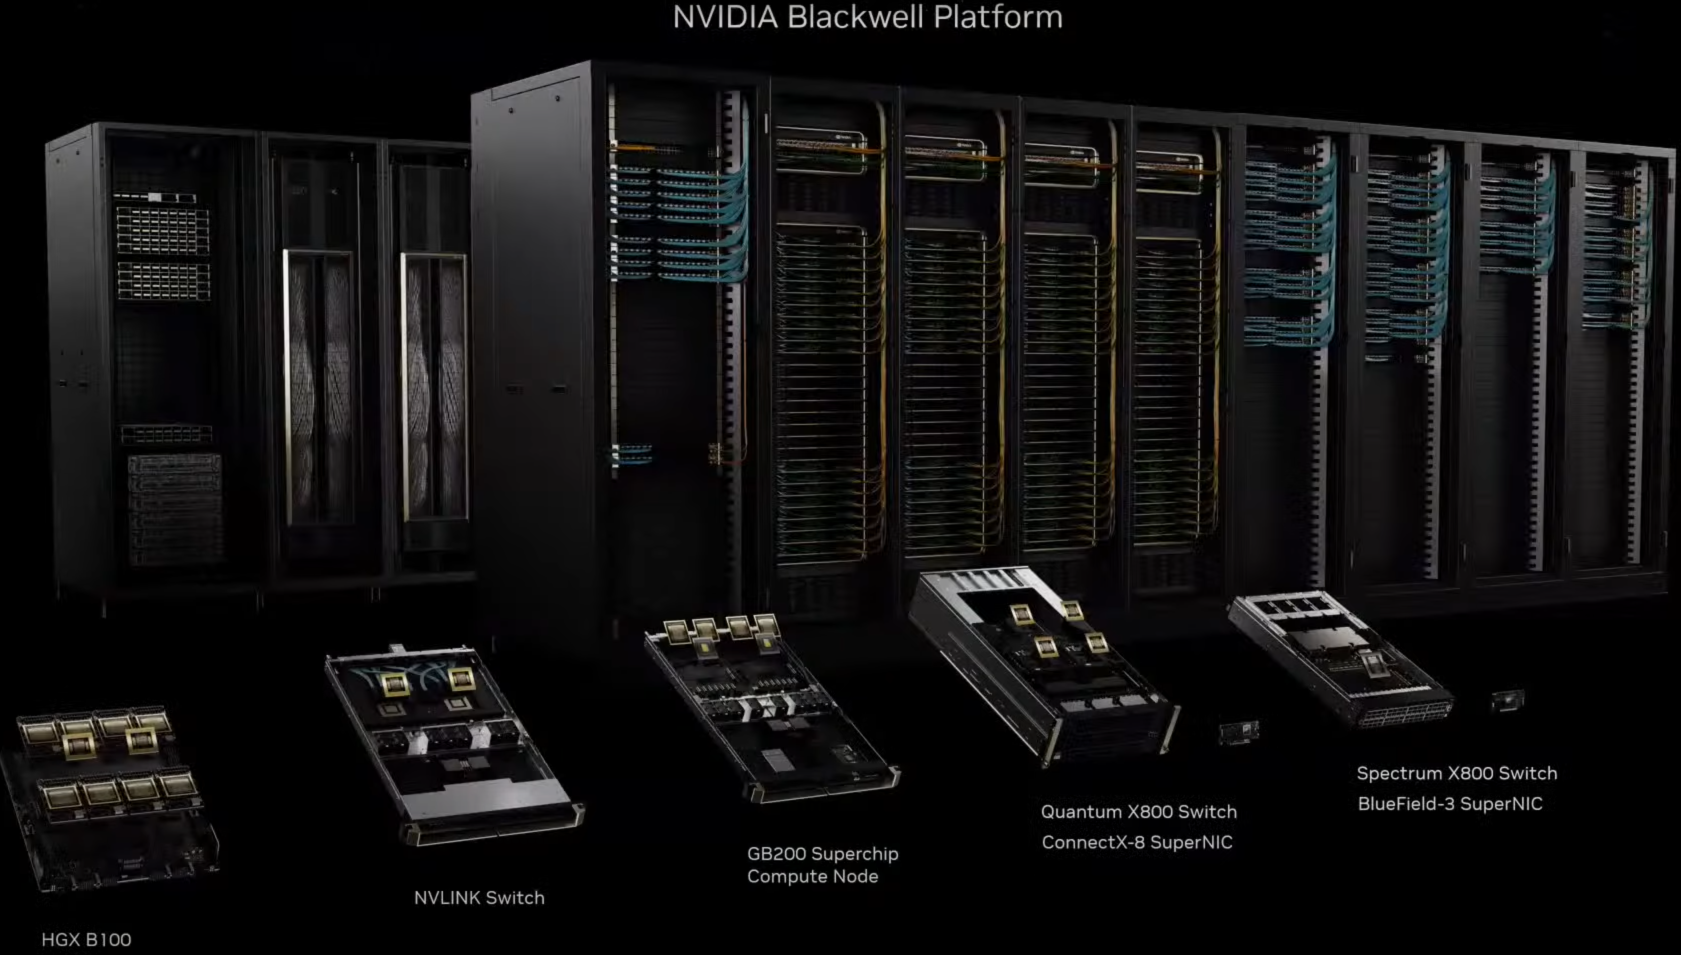 NVIDIA Blackwell Platform
HGX B100
NVLINK Switch
GB200 Superchip
Compute Node
Quantum X800 Switch
ConnectX-8 SuperNIC
Spectrum X800 Switch
BlueField-3 SuperNIC